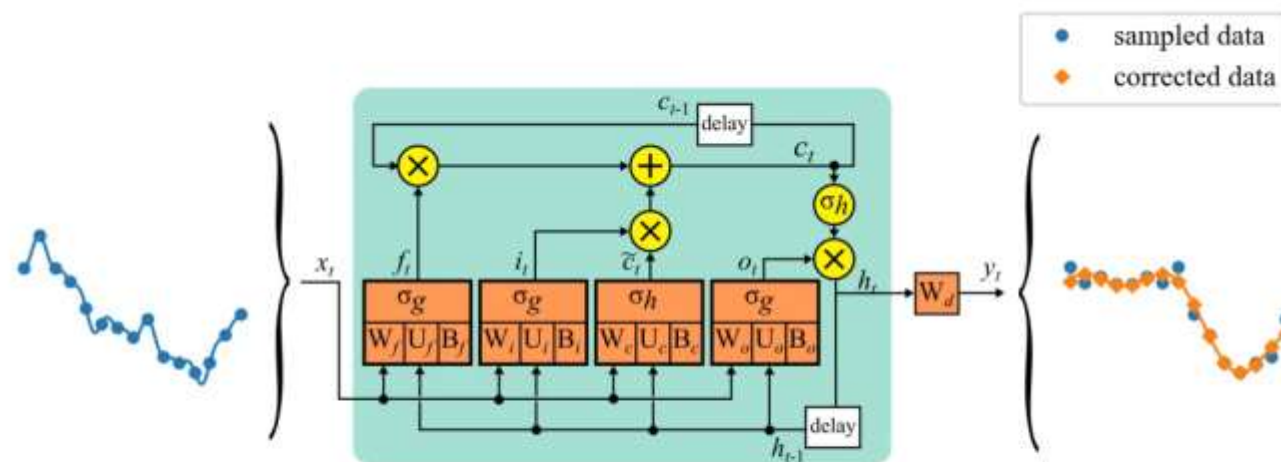 sampled data
corrected data
c_{t-1}
delay
c_t
σh
x_t
f_t
i_t
c̃_t
o_t
h_t
W_d
y_t
σg
σg
σh
σg
W_f U_f B_f
W_i U_i B_i
W_c U_c B_c
W_o U_o B_o
delay
h_{t-1}